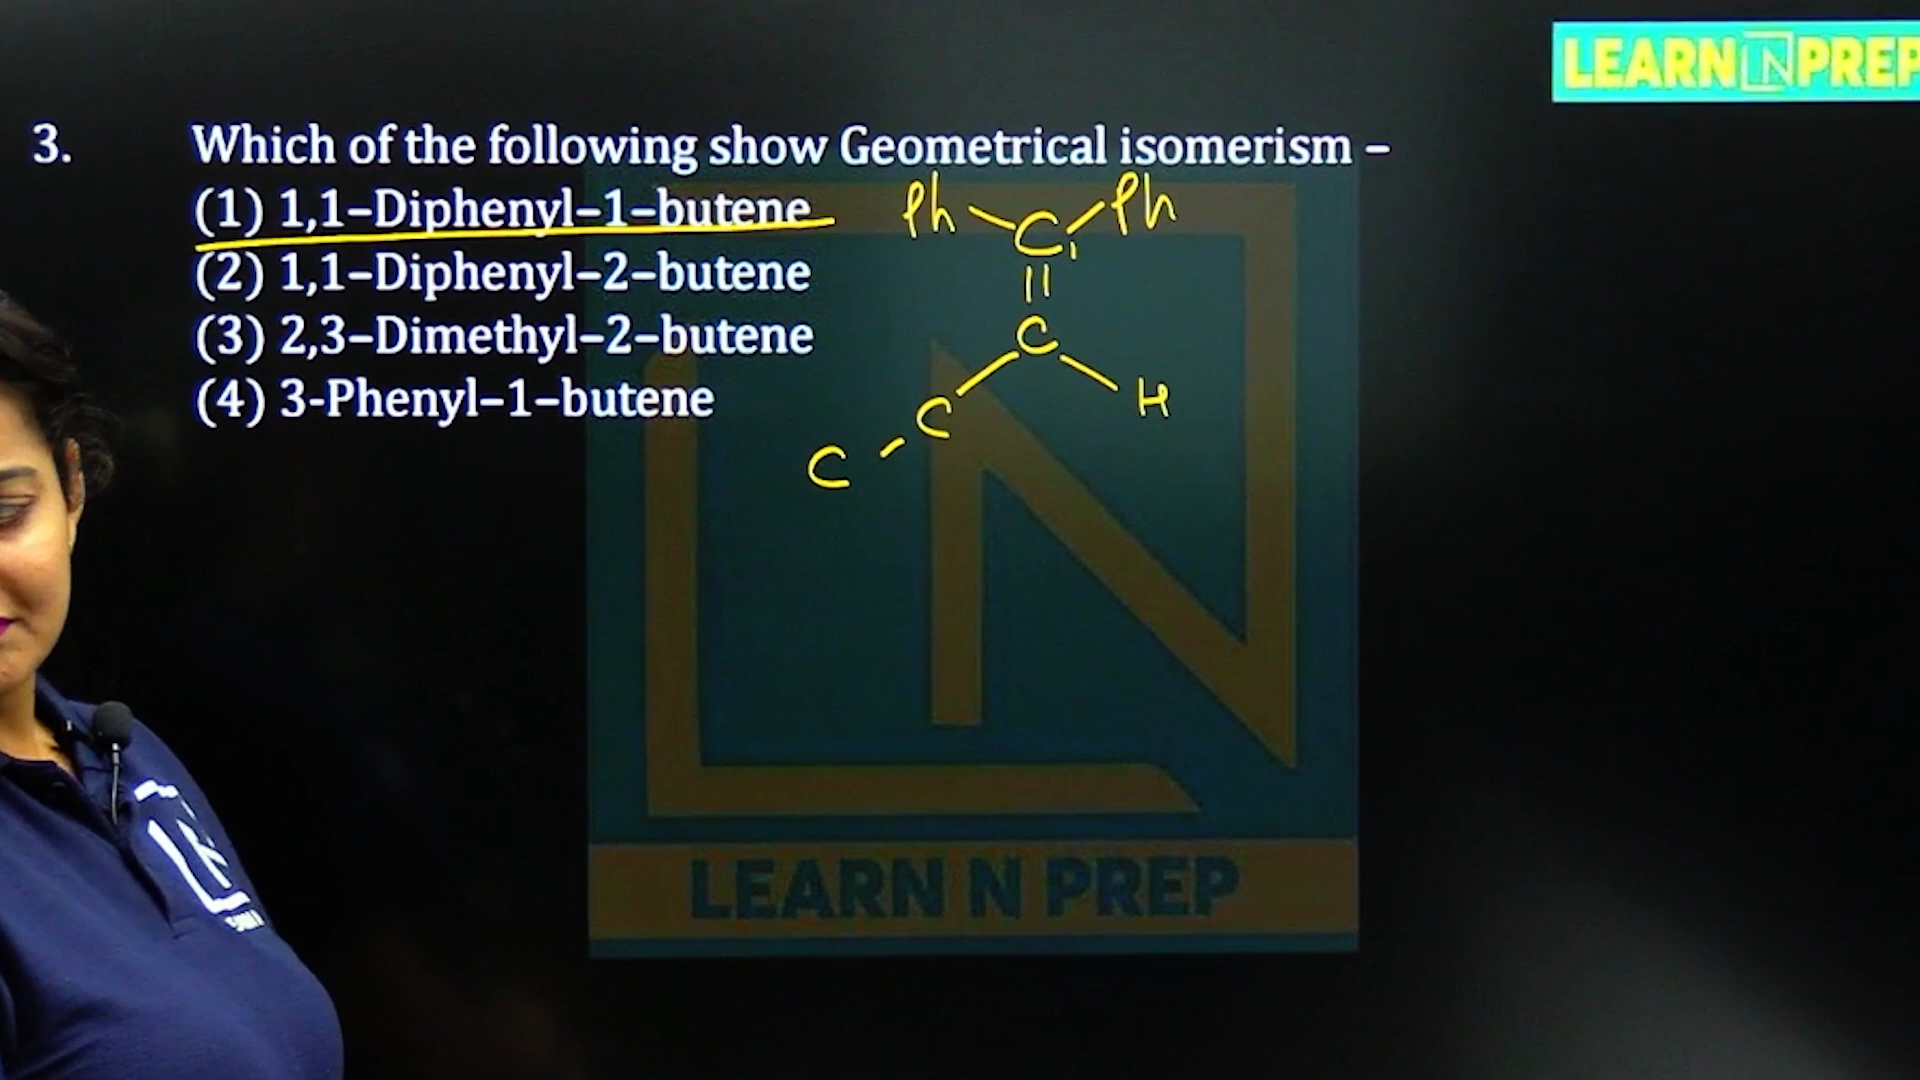 LEARN N PREP
3. Which of the following show Geometrical isomerism –
(1) 1,1–Diphenyl–1–butene
(2) 1,1–Diphenyl–2–butene
(3) 2,3–Dimethyl–2–butene
(4) 3-Phenyl–1–butene
Ph C Ph
C
C H
C
LEARN N PREP